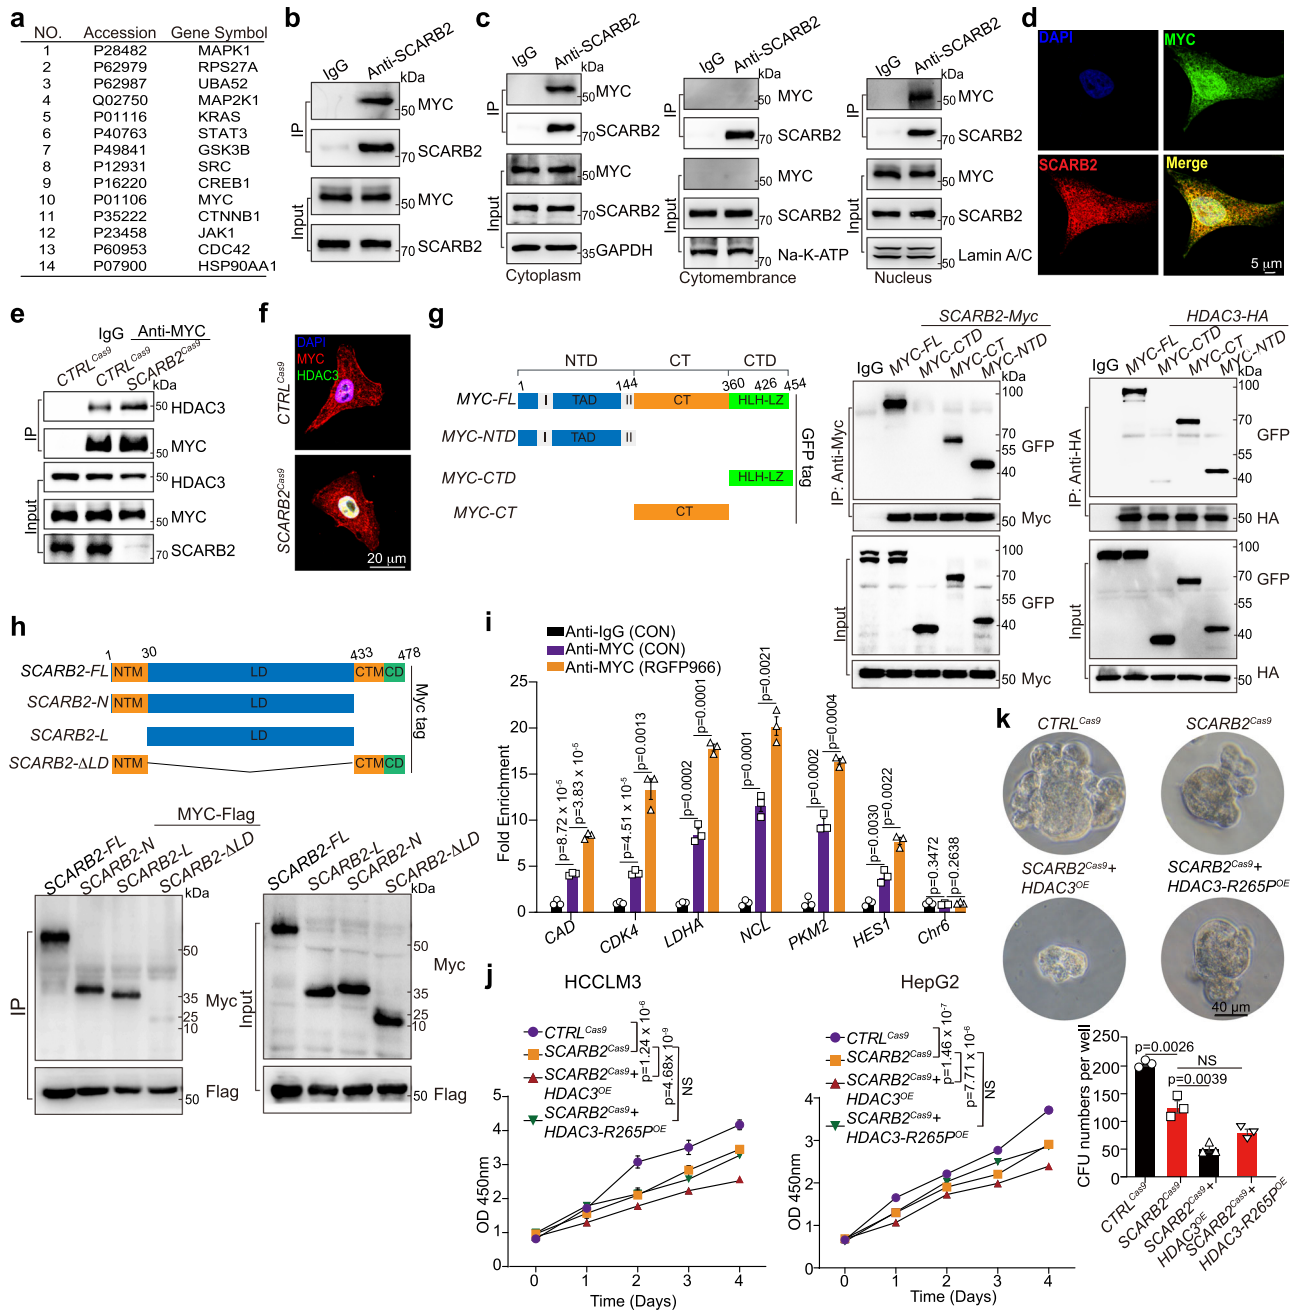 a
NO. Accession Gene Symbol
1 P28482 MAPK1
2 P62979 RPS27A
3 P62987 UBA52
4 Q02750 MAP2K1
5 P01116 KRAS
6 P40763 STAT3
7 P49841 GSK3B
8 P12931 SRC
9 P16220 CREB1
10 P01106 MYC
11 P35222 CTNNB1
12 P23458 JAK1
13 P60953 CDC42
14 P07900 HSP90AA1
b
IgG Anti-SCARB2
kDa
IP
50 MYC
70 SCARB2
Input
50 MYC
70 SCARB2
c
IgG Anti-SCARB2
kDa
IP
50 MYC
70 SCARB2
Input
50 MYC
70 SCARB2
35 GAPDH
Cytoplasm
IgG Anti-SCARB2
kDa
50 MYC
70 SCARB2
50 MYC
70 SCARB2
70 Na-K-ATP
Cytomembrance
IgG Anti-SCARB2
kDa
50 MYC
70 SCARB2
50 MYC
70 SCARB2
50 Lamin A/C
Nucleus
d
DAPI
MYC
SCARB2
Merge
5 μm
e
IgG Anti-MYC
CTRLCas9 CTRLCas9 SCARB2Cas9
kDa
IP
50 HDAC3
50 MYC
Input
50 HDAC3
50 MYC
70 SCARB2
f
DAPI
MYC
HDAC3
CTRLCas9
SCARB2Cas9
20 μm
g
NTD CT CTD
1 144 360 426 454
MYC-FL I TAD II CT HLH-LZ
MYC-NTD I TAD II
MYC-CTD HLH-LZ
MYC-CT CT
GFP tag
SCARB2-Myc
IgG MYC-FL MYC-CTD MYC-CT MYC-NTD
kDa
IP: Anti-Myc
100
70
60
40
GFP
50 Myc
Input
100
70
60
40
GFP
50 Myc
HDAC3-HA
IgG MYC-FL MYC-CTD MYC-CT MYC-NTD
kDa
IP: Anti-HA
100
70
60
40
GFP
50 HA
Input
100
70
60
40
GFP
50 HA
h
1 30 433 478
SCARB2-FL NTM LD CTM CD
SCARB2-N NTM LD
SCARB2-L LD
SCARB2-ΔLD NTM CTM CD
Myc tag
MYC-Flag
SCARB2-FL SCARB2-N SCARB2-L SCARB2-ΔLD
kDa
IP
50
35
25
10
Myc
50 Flag
SCARB2-FL SCARB2-L SCARB2-N SCARB2-ΔLD
kDa
Input
50
35
25
10
Myc
50 Flag
i
Anti-IgG (CON)
Anti-MYC (CON)
Anti-MYC (RGFP966)
Fold Enrichment
25
20
15
10
5
0
p=8.72 x 10-5
p=3.83 x 10-5
p=4.51 x 10-5
p=0.0013
p=0.0002
p=0.0001
p=0.0001
p=0.0021
p=0.0002
p=0.0004
p=0.0030
p=0.0022
p=0.3472
p=0.2638
CAD CDK4 LDHA NCL PKM2 HES1 Chr6
j
HCCLM3
CTRLCas9
SCARB2Cas9
SCARB2Cas9+
HDAC3OE
SCARB2Cas9+
HDAC3-R265POE
p=1.24 x 10-6
p=4.68x 10-9
NS
OD 450nm
5
4
3
2
1
0
0 1 2 3 4
Time (Days)
HepG2
CTRLCas9
SCARB2Cas9
SCARB2Cas9+
HDAC3OE
SCARB2Cas9+
HDAC3-R265POE
p=1.46 x 10-7
p=7.71 x 10-6
NS
OD 450nm
4
3
2
1
0
0 1 2 3 4
Time (Days)
k
CTRLCas9
SCARB2Cas9
SCARB2Cas9+
HDAC3OE
SCARB2Cas9+
HDAC3-R265POE
40 μm
CFU numbers per well
250
200
150
100
50
0
p=0.0026
NS
p=0.0039
CTRLCas9
SCARB2Cas9
SCARB2Cas9+
HDAC3OE
SCARB2Cas9+
HDAC3-R265POE